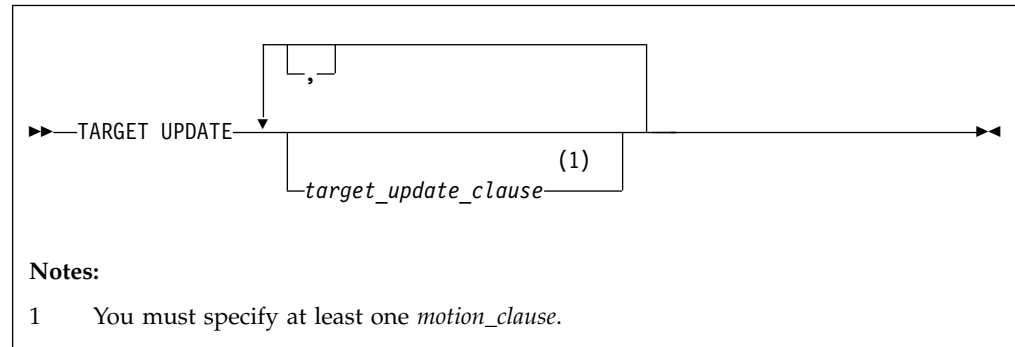 ,
TARGET UPDATE
(1)
target_update_clause
Notes:
1 You must specify at least one motion_clause.